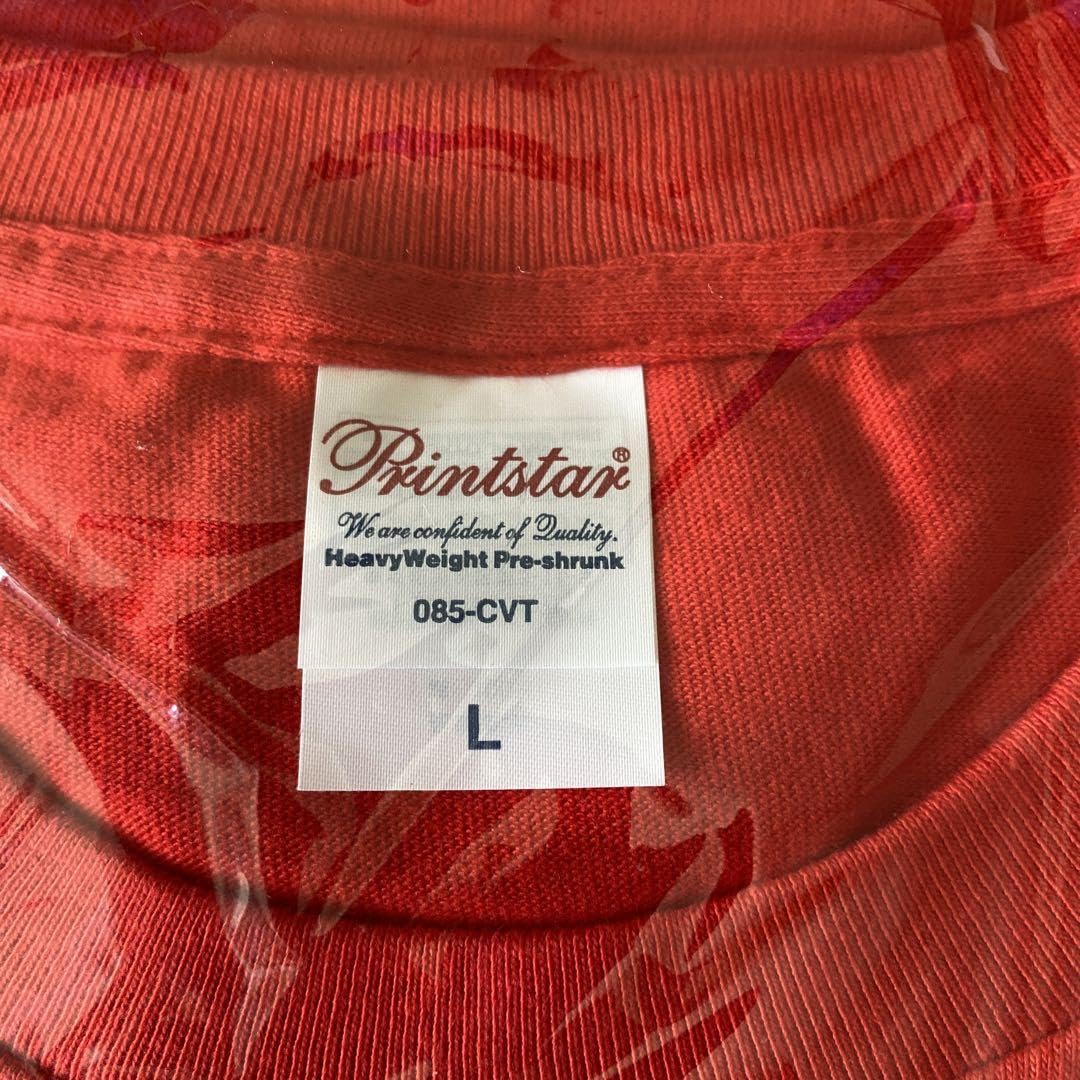 Printstar®
We are confident of Quality.
HeavyWeight Pre-shrunk
085-CVT
L